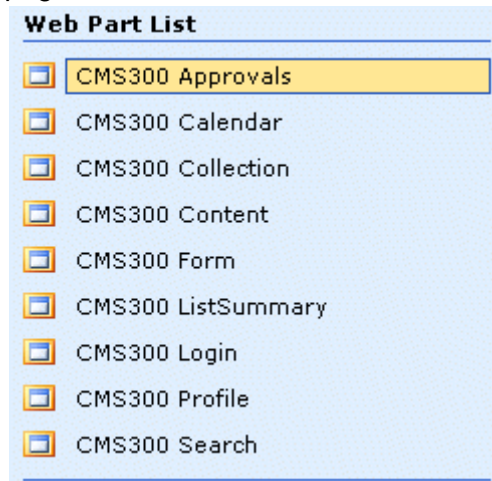 Web Part List
CMS300 Approvals
CMS300 Calendar
CMS300 Collection
CMS300 Content
CMS300 Form
CMS300 ListSummary
CMS300 Login
CMS300 Profile
CMS300 Search